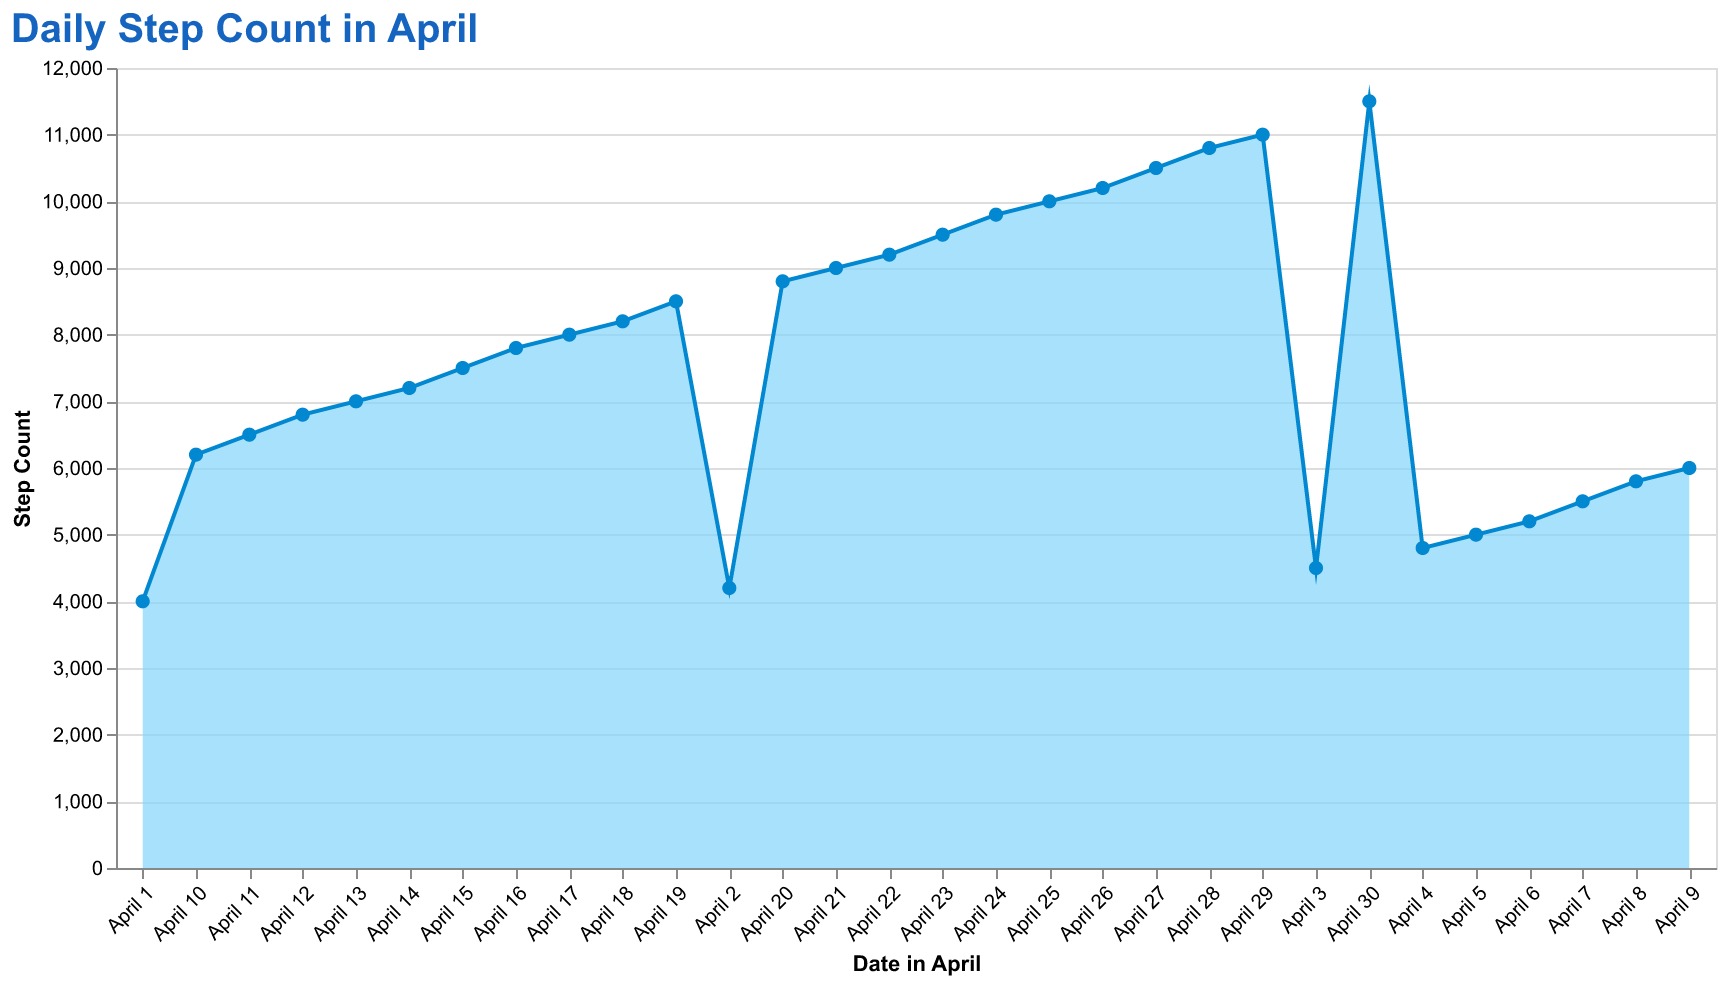 Daily Step Count in April
12,000
11,000
10,000
9,000
8,000
7,000
6,000
5,000
4,000
3,000
2,000
1,000
0
Step Count
April 1
April 10
April 11
April 12
April 13
April 14
April 15
April 16
April 17
April 18
April 19
April 2
April 20
April 21
April 22
April 23
April 24
April 25
April 26
April 27
April 28
April 29
April 3
April 30
April 4
April 5
April 6
April 7
April 8
April 9
Date in April